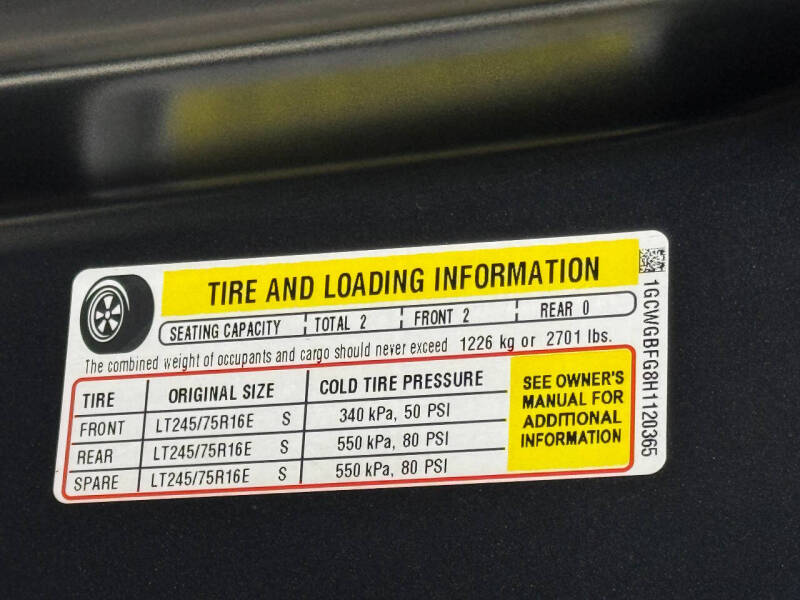 TIRE AND LOADING INFORMATION
SEATING CAPACITY TOTAL 2 FRONT 2 REAR 0
The combined weight of occupants and cargo should never exceed 1226 kg or 2701 lbs.
TIRE ORIGINAL SIZE COLD TIRE PRESSURE
FRONT LT245/75R16E S 340 kPa, 50 PSI
REAR LT245/75R16E S 550 kPa, 80 PSI
SPARE LT245/75R16E S 550 kPa, 80 PSI
SEE OWNER'S
MANUAL FOR
ADDITIONAL
INFORMATION
1GCWGBFG8H1120365